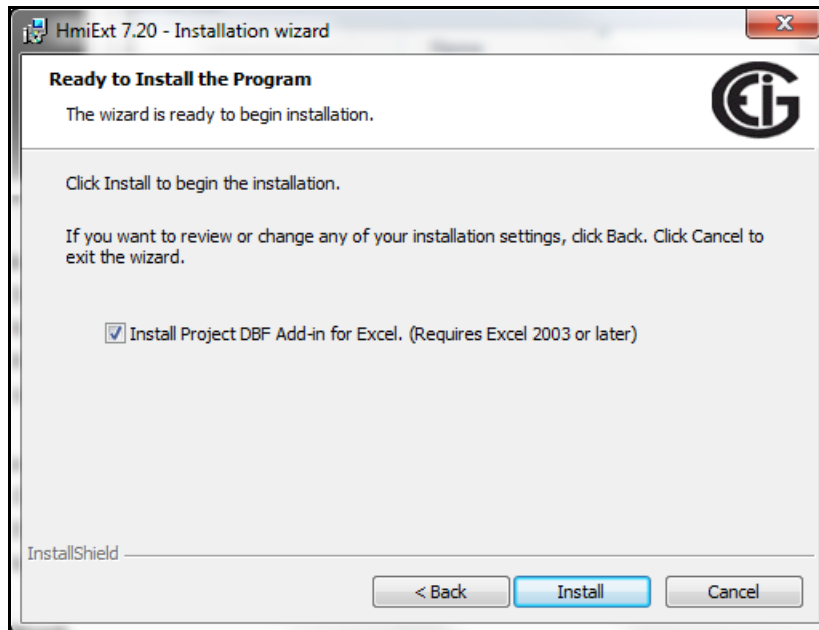 HmiExt 7.20 - Installation wizard
Ready to Install the Program
The wizard is ready to begin installation.
EIG
Click Install to begin the installation.
If you want to review or change any of your installation settings, click Back. Click Cancel to
exit the wizard.
Install Project DBF Add-in for Excel. (Requires Excel 2003 or later)
InstallShield
< Back
Install
Cancel